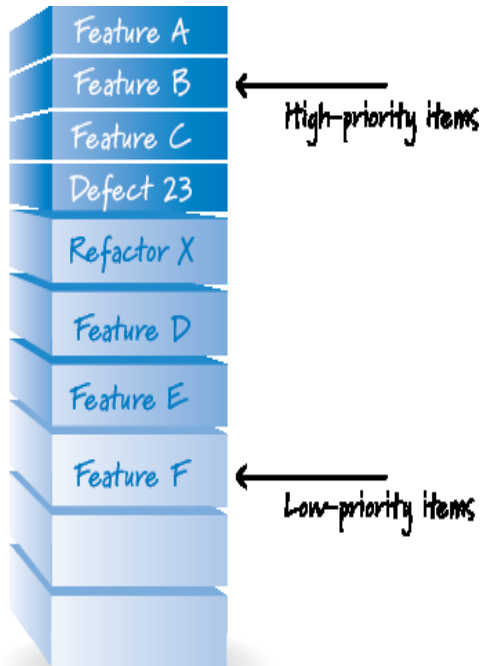 Feature A
Feature B
High-priority items
Feature C
Defect 23
Refactor X
Feature D
Feature E
Feature F
Low-priority items